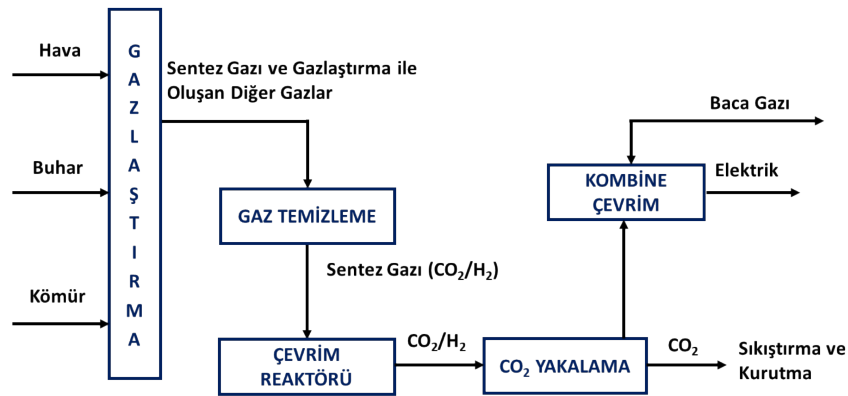 Hava
Buhar
Kömür
GAZLAŞTIRMA
Sentez Gazı ve Gazlaştırma ile
Oluşan Diğer Gazlar
GAZ TEMİZLEME
Sentez Gazı (CO₂/H₂)
ÇEVRİM
REAKTÖRÜ
CO₂/H₂
CO₂ YAKALAMA
CO₂
Sıkıştırma ve
Kurutma
KOMBİNE
ÇEVRİM
Baca Gazı
Elektrik